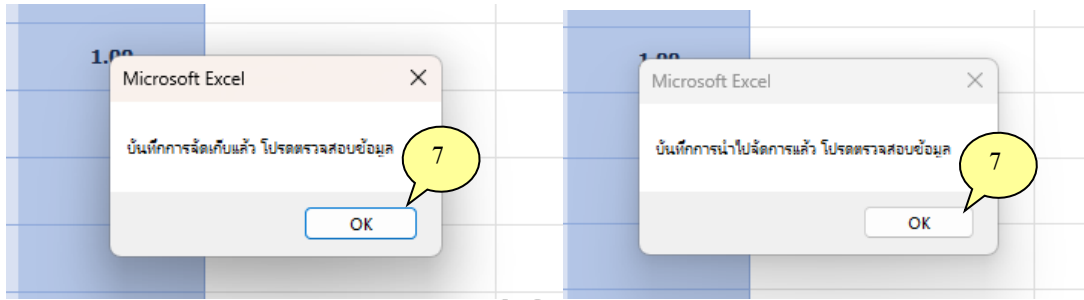 1.00
Microsoft Excel
บันทึกการจัดเก็บแล้ว โปรดตรวจสอบข้อมูล
7
OK
1.00
Microsoft Excel
บันทึกการนำไปจัดการแล้ว โปรดตรวจสอบข้อมูล
7
OK